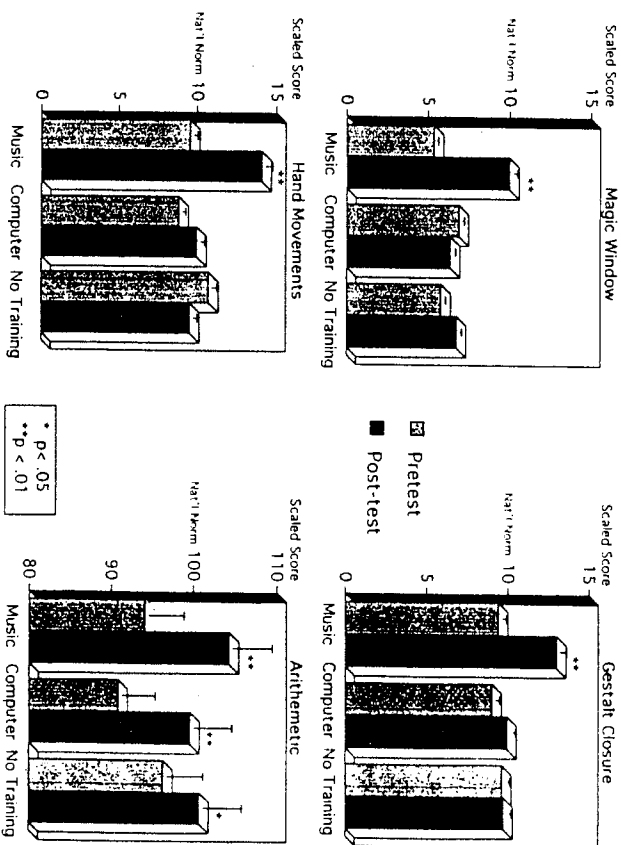 Scaled Score
Magic Window
15
Nat'l Norm 10
5
0
Music Computer No Training
**
Scaled Score
Gestalt Closure
15
Nat'l Norm 10
5
0
Music Computer No Training
**
Pretest
Post-test
Scaled Score
Hand Movements
15
Nat'l Norm 10
5
0
Music Computer No Training
**
Scaled Score
Arithemetic
110
Nat'l Norm 100
90
80
Music Computer No Training
**
**
*
* p< .05
**p < .01